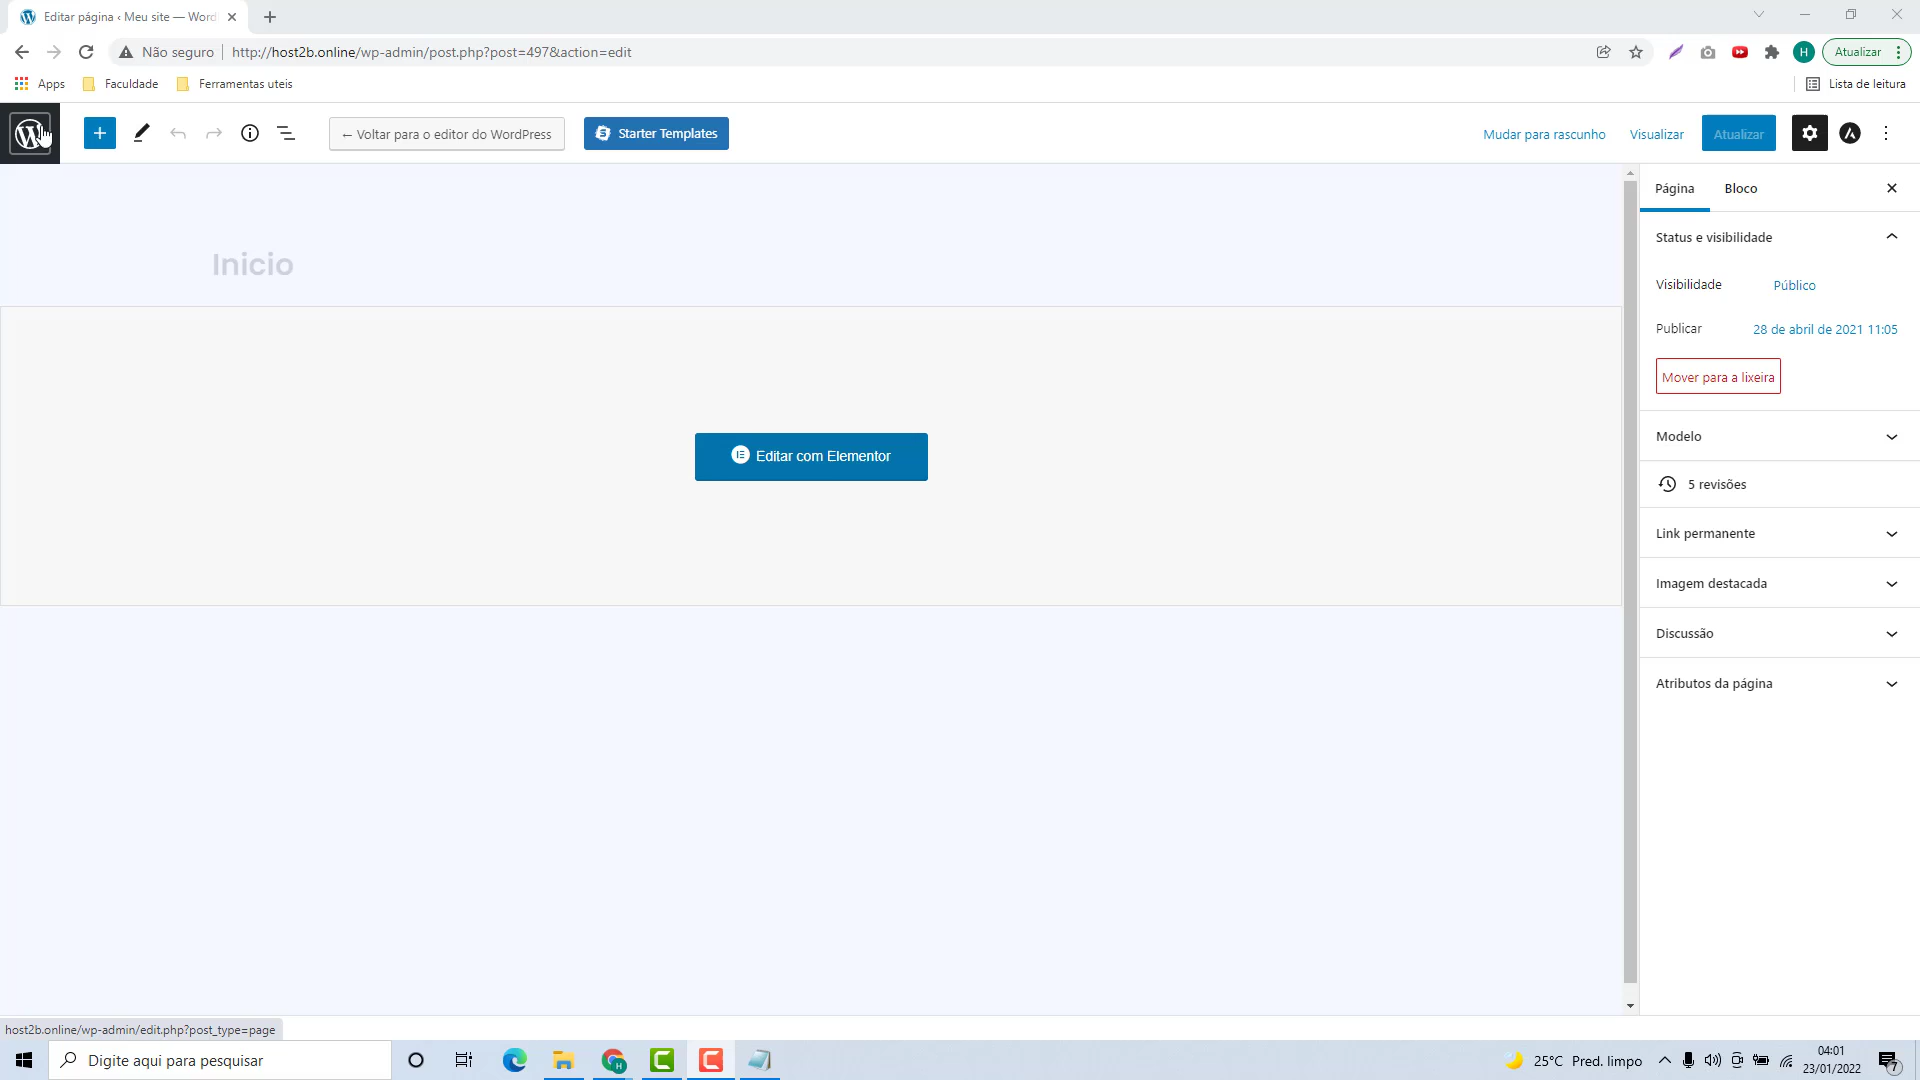 Editar página ‹ Meu site — Word
Não seguro
http://host2b.online/wp-admin/post.php?post=497&action=edit
H
Atualizar
Apps
Faculdade
Ferramentas uteis
Lista de leitura
← Voltar para o editor do WordPress
Starter Templates
Mudar para rascunho
Visualizar
Atualizar
Página
Bloco
Status e visibilidade
Inicio
Visibilidade
Público
Publicar
28 de abril de 2021 11:05
Mover para a lixeira
Modelo
Editar com Elementor
5 revisões
Link permanente
Imagem destacada
Discussão
Atributos da página
host2b.online/wp-admin/edit.php?post_type=page
Digite aqui para pesquisar
25°C Pred. limpo
04:01
23/01/2022
7